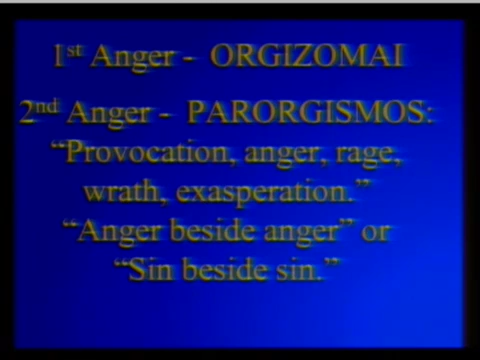 1st Anger - ORGIZOMAI
2nd Anger - PARORGISMOS:
“Provocation, anger, rage,
wrath, exasperation.”
“Anger beside anger” or
“Sin beside sin.”